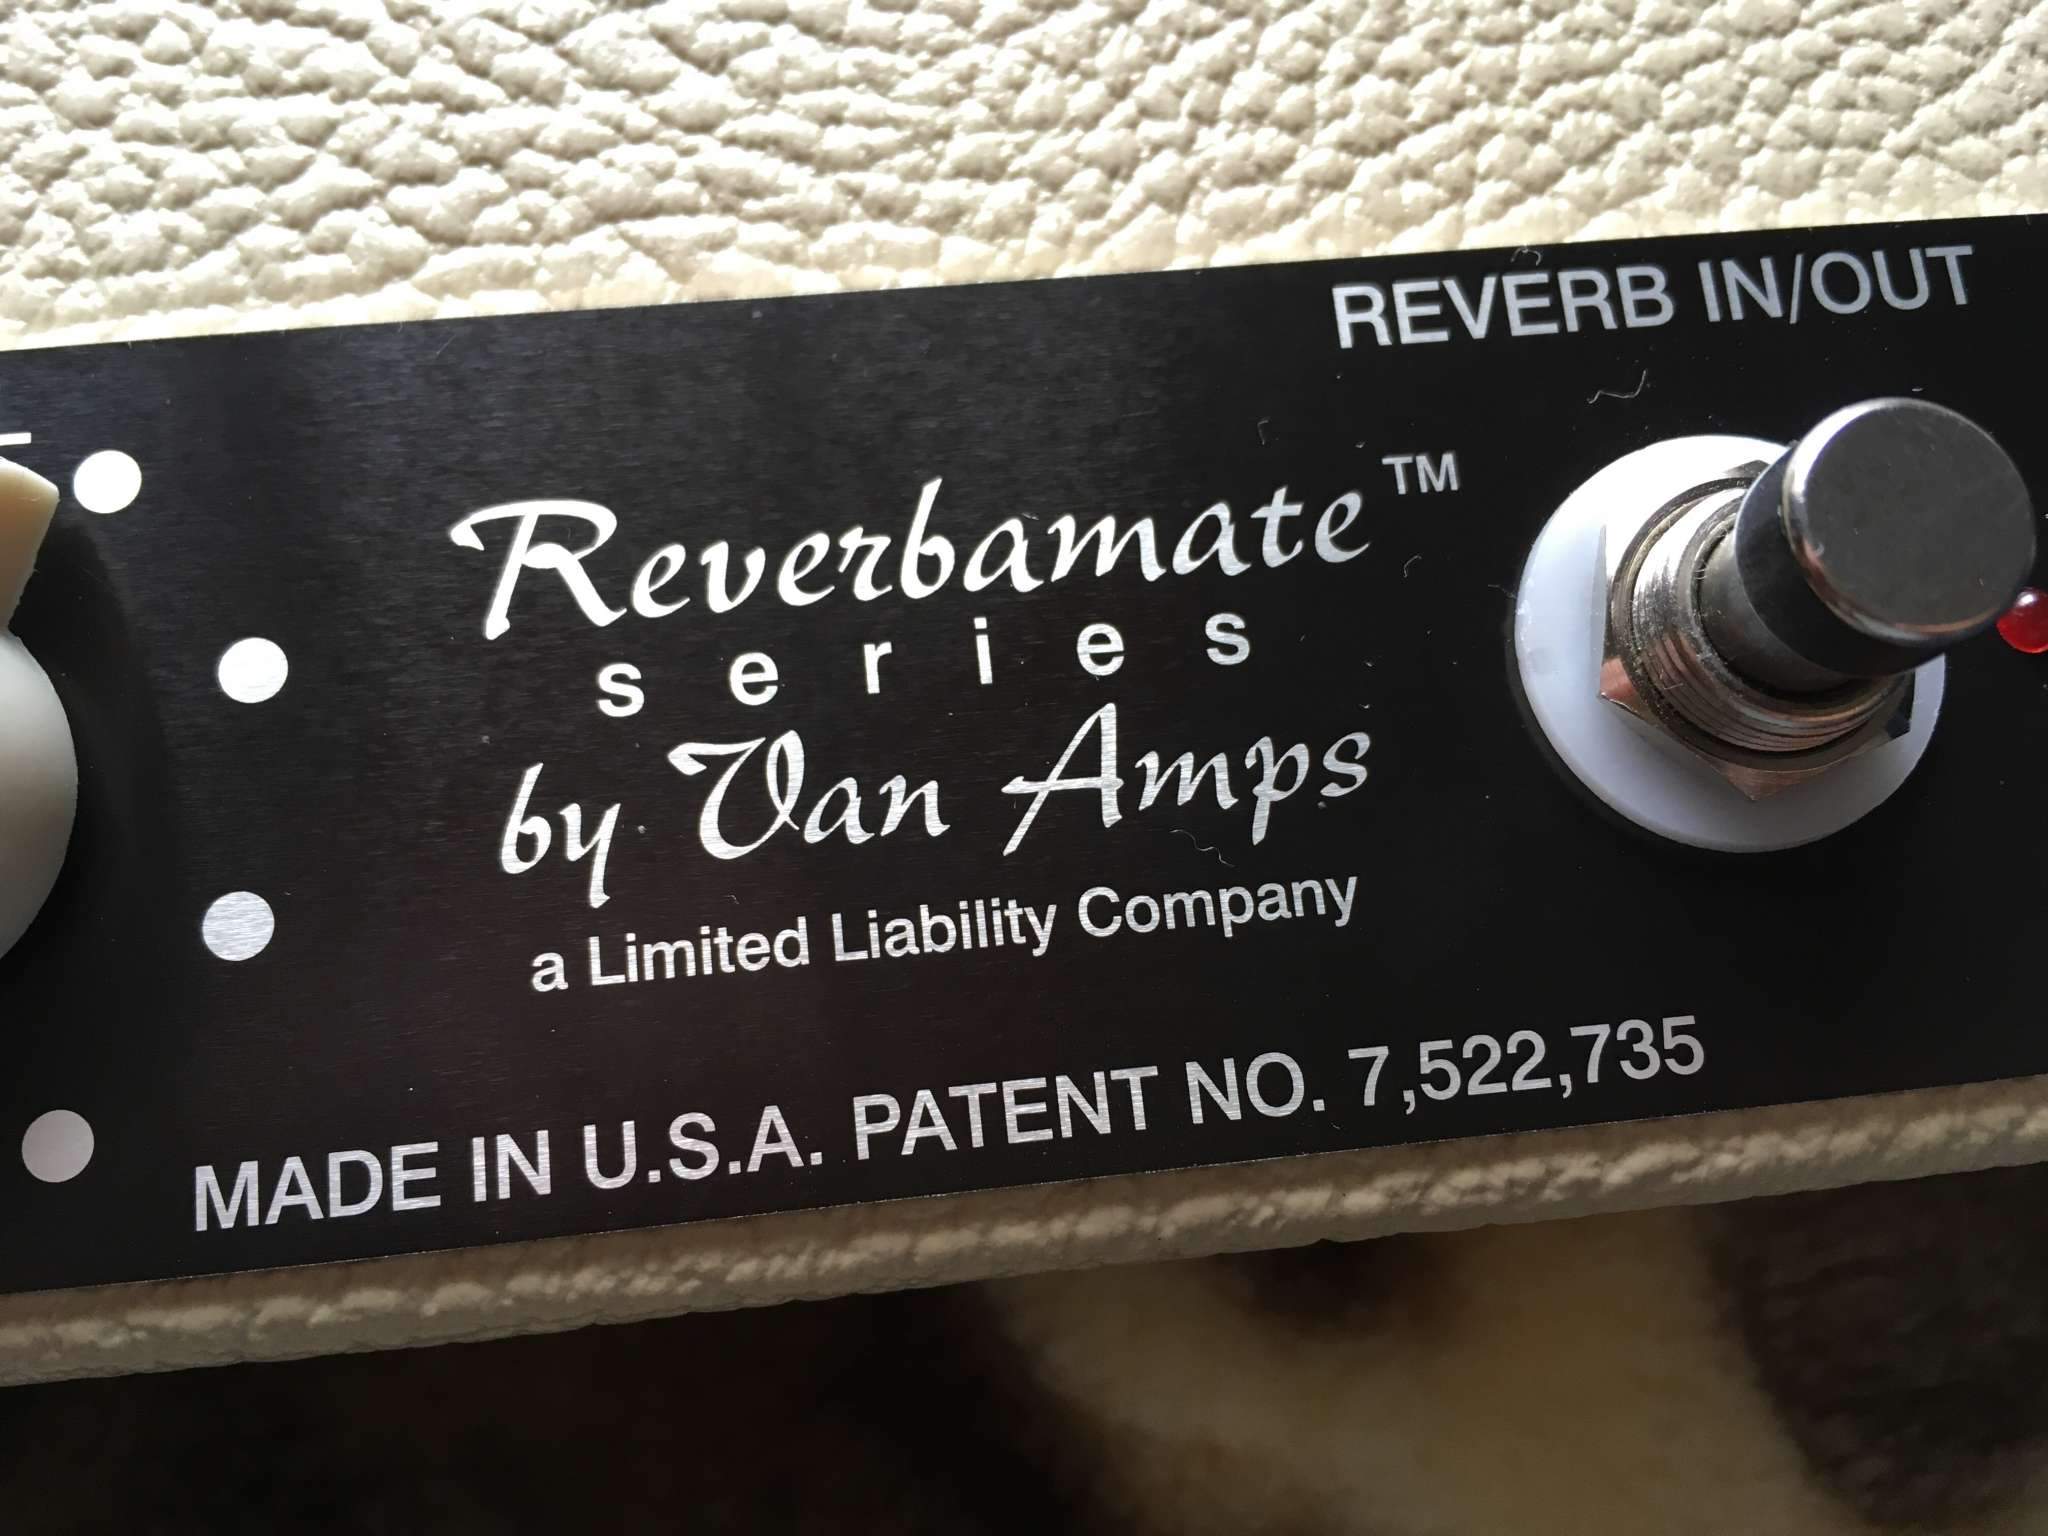 REVERB IN/OUT
Reverbamate™
series
by Van Amps
a Limited Liability Company
MADE IN U.S.A. PATENT NO. 7,522,735